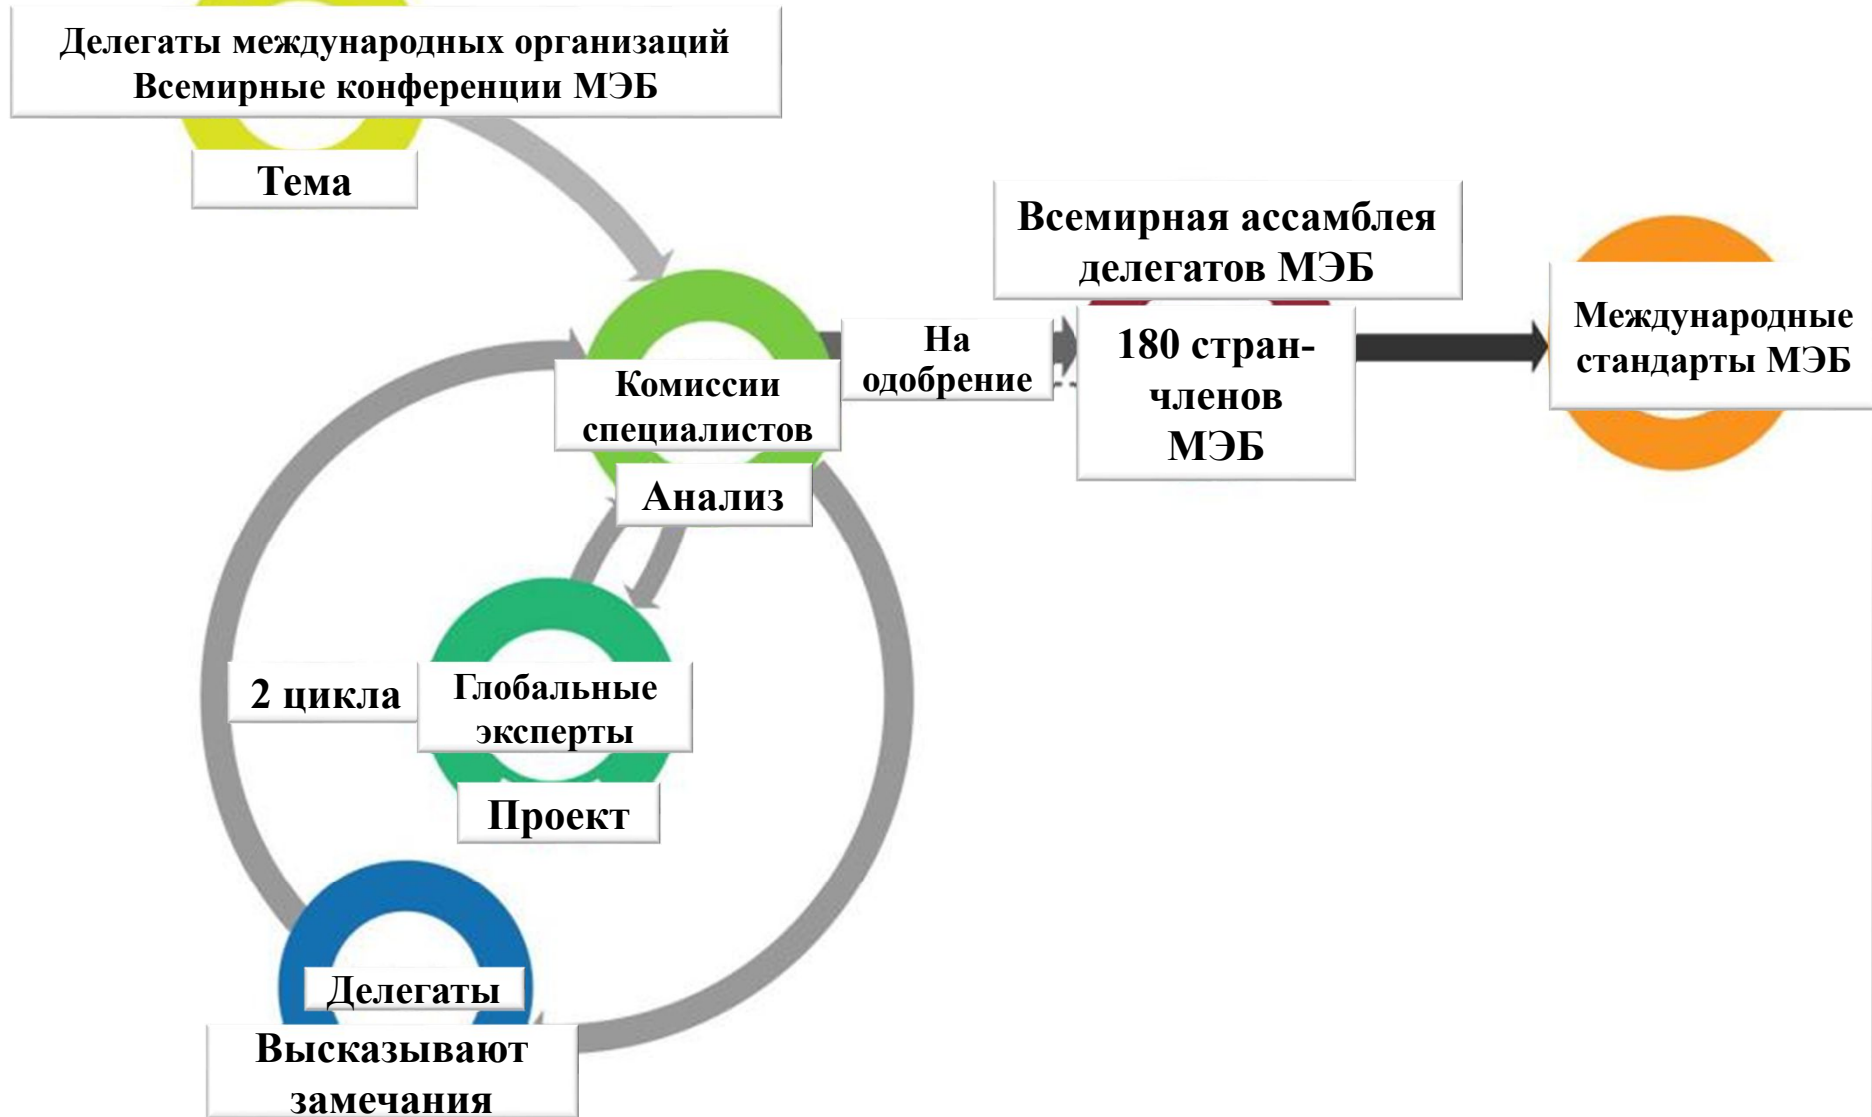 Делегаты международных организаций
Всемирные конференции МЭБ
Тема
Всемирная ассамблея
делегатов МЭБ
На
одобрение
180 стран-
членов
МЭБ
Международные
стандарты МЭБ
Комиссии
специалистов
Анализ
2 цикла
Глобальные
эксперты
Проект
Делегаты
Высказывают
замечания